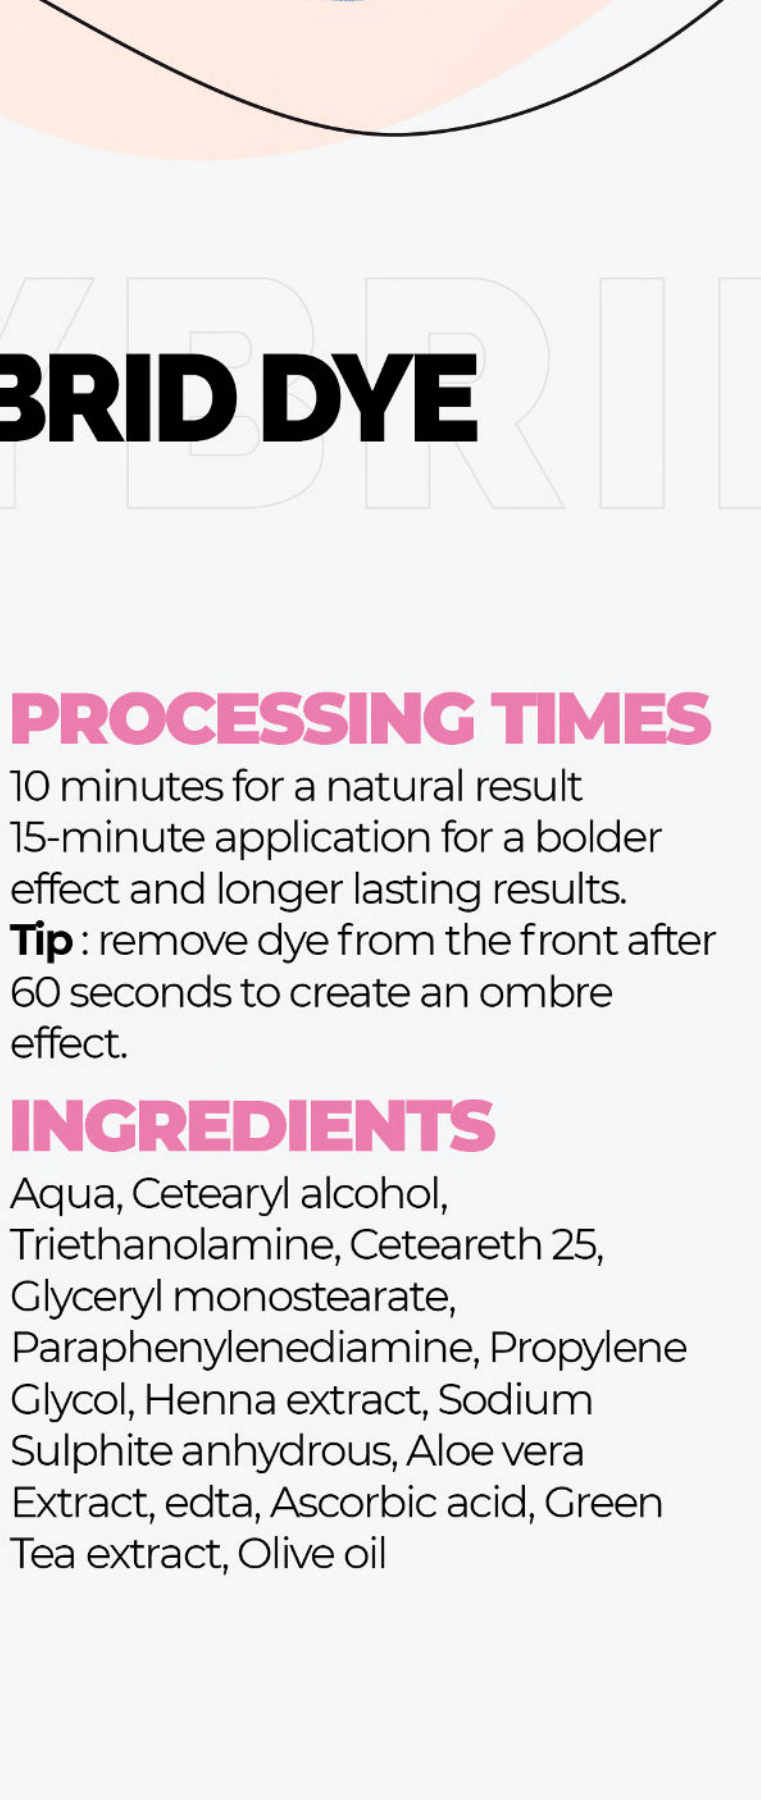 YBRI
BRID DYE
PROCESSING TIMES
10 minutes for a natural result
15-minute application for a bolder
effect and longer lasting results.
Tip : remove dye from the front after
60 seconds to create an ombre
effect.
INGREDIENTS
Aqua, Cetearyl alcohol,
Triethanolamine, Ceteareth 25,
Glyceryl monostearate,
Paraphenylenediamine, Propylene
Glycol, Henna extract, Sodium
Sulphite anhydrous, Aloe vera
Extract, edta, Ascorbic acid, Green
Tea extract, Olive oil